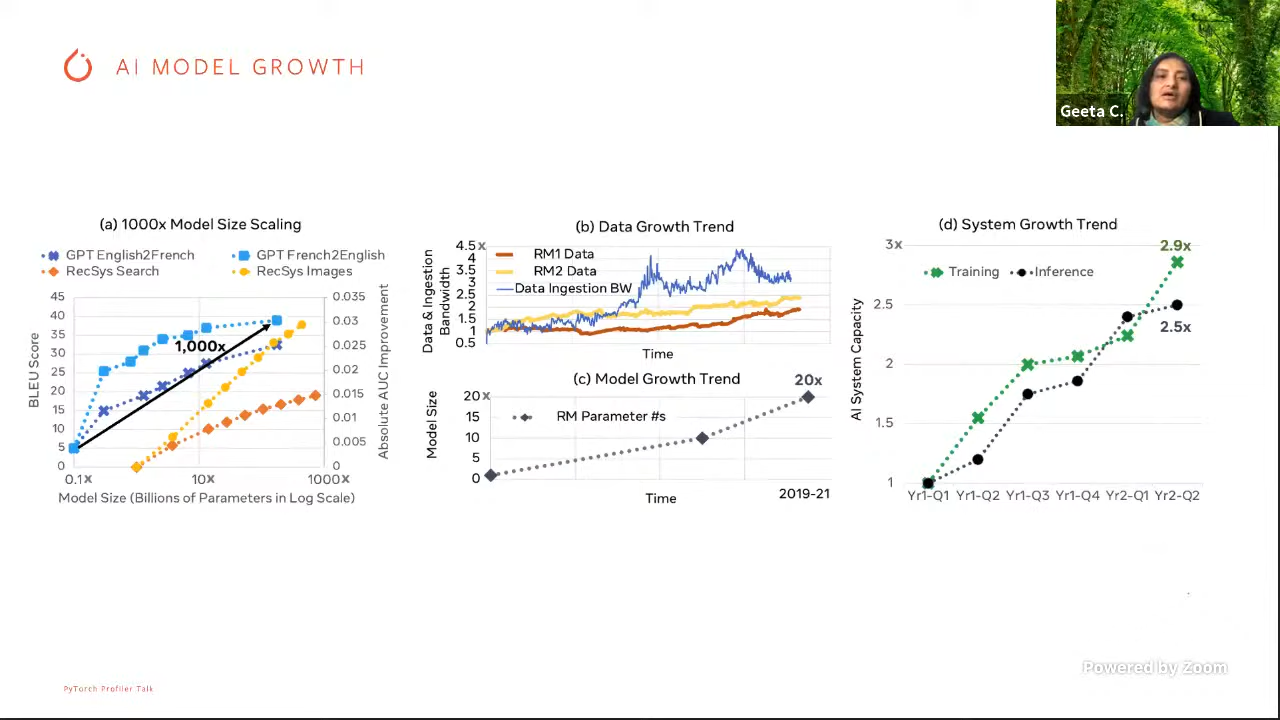 AI MODEL GROWTH
Geeta C.
(a) 1000x Model Size Scaling
GPT English2French
GPT French2English
RecSys Search
RecSys Images
BLEU Score
45
40
35
30
25
20
15
10
5
0
1,000x
0.035
0.03
0.025
0.02
0.015
0.01
0.005
0
Absolute AUC Improvement
0.1x
10x
1000x
Model Size (Billions of Parameters in Log Scale)
(b) Data Growth Trend
Data & Ingestion
Bandwidth
4.5x
4
3.5
3
2.5
2
1.5
1
0.5
RM1 Data
RM2 Data
Data Ingestion BW
Time
(c) Model Growth Trend
20x
Model Size
20x
15
10
5
0
RM Parameter #s
Time
2019-21
(d) System Growth Trend
AI System Capacity
3x
2.5
2
1.5
1
Training
Inference
2.9x
2.5x
Yr1-Q1 Yr1-Q2 Yr1-Q3 Yr1-Q4 Yr2-Q1 Yr2-Q2
Powered by Zoom
PyTorch Profiler Talk